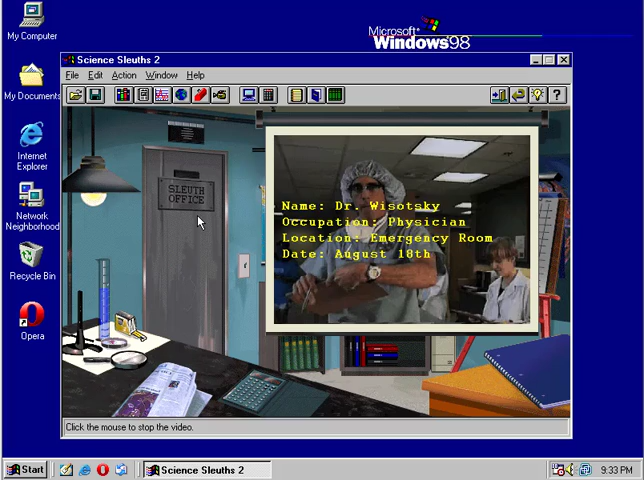 My Computer
Microsoft
Windows 98
Science Sleuths 2
File Edit Action Window Help
My Documents
Internet
Explorer
SLEUTH
OFFICE
Name: Dr. Wisotsky
Occupation: Physician
Location: Emergency Room
Date: August 18th
Network
Neighborhood
Recycle Bin
Opera
Click the mouse to stop the video.
Start
Science Sleuths 2
9:33 PM